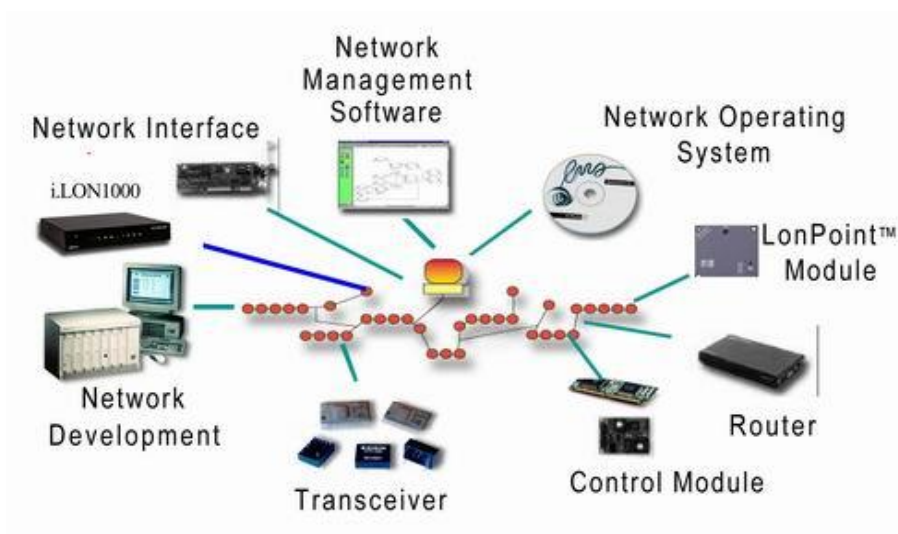 Network
Management
Software
Network Operating
System
Network Interface
i.LON1000
LonPoint™
Module
Network
Development
Router
Control Module
Transceiver